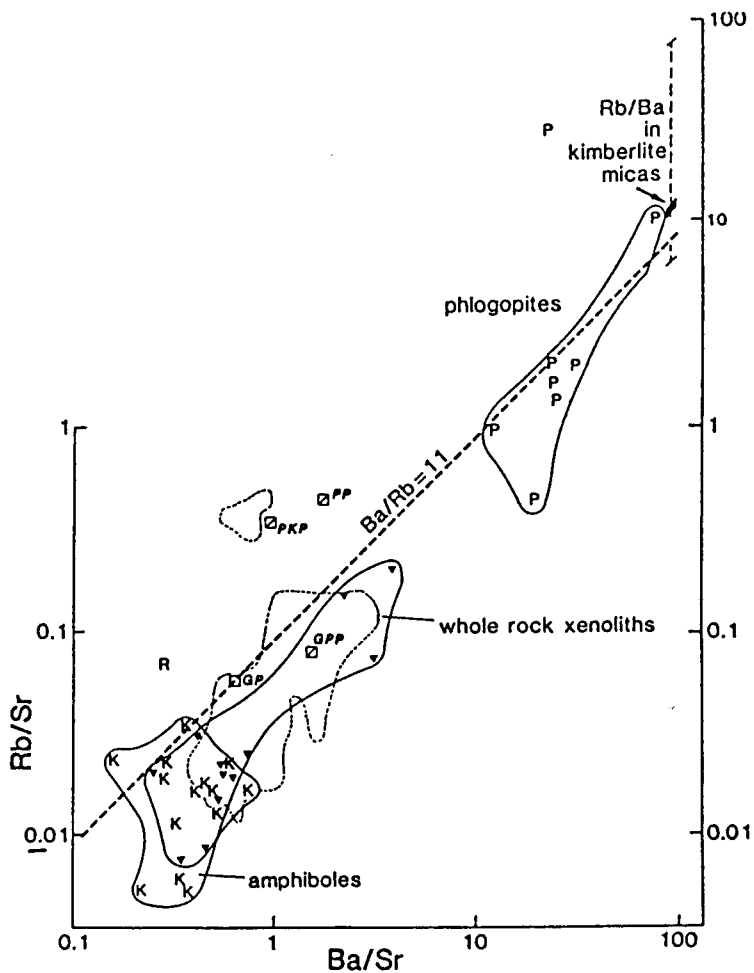 100
Rb/Ba
P
in
kimberlite
micas
10
P
phlogopites
P
P
P
P
1
P
1
Ba/Rb=11
P
PP
PKP
0.1
0.1
whole rock xenoliths
GPP
R
GP
K
K
K
K
K
K
K
K
K
K
K
0.01
K
0.01
K
K
K
amphiboles
Rb/Sr
0.1
1
10
100
Ba/Sr